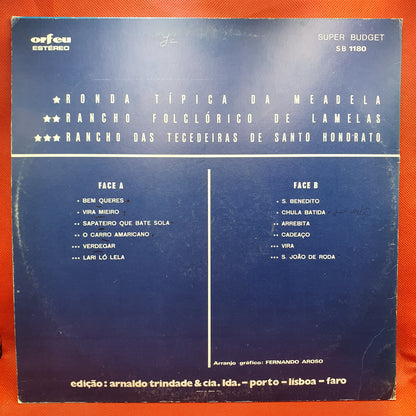 orfeu
ESTÉREO
SUPER BUDGET
SB 1180
★ RONDA TÍPICA DA MEADELA
★★ RANCHO FOLCLÓRICO DE LAMELAS
★★★ RANCHO DAS TECEDEIRAS DE SANTO HONORATO
FACE A
• BEM QUERES
• VIRA MIEIRO
•• SAPATEIRO QUE BATE SOLA
•• O CARRO AMARICANO
••• VERDEGAR
••• LARI LÓ LELA
FACE B
• S. BENEDITO
• CHULA BATIDA
•• ARREBITA
•• CADEAÇO
••• VIRA
••• S. JOÃO DE RODA
Arranjo gráfico: FERNANDO AROSO
edição: arnaldo trindade & cia. lda. – porto – lisboa – faro